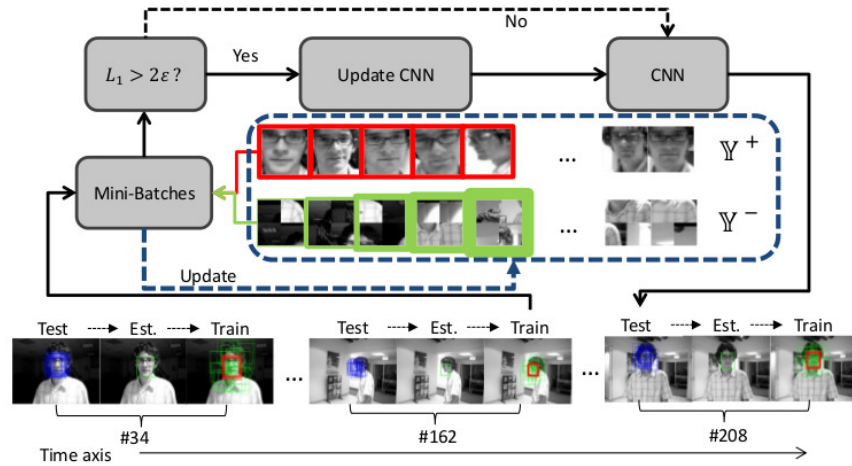 No
L₁ > 2ε ?
Yes
Update CNN
CNN
Mini-Batches
... 𝕐⁺
... 𝕐⁻
Update
Test Est. Train
Test Est. Train
Test Est. Train
... ...
#34 #162 #208
Time axis